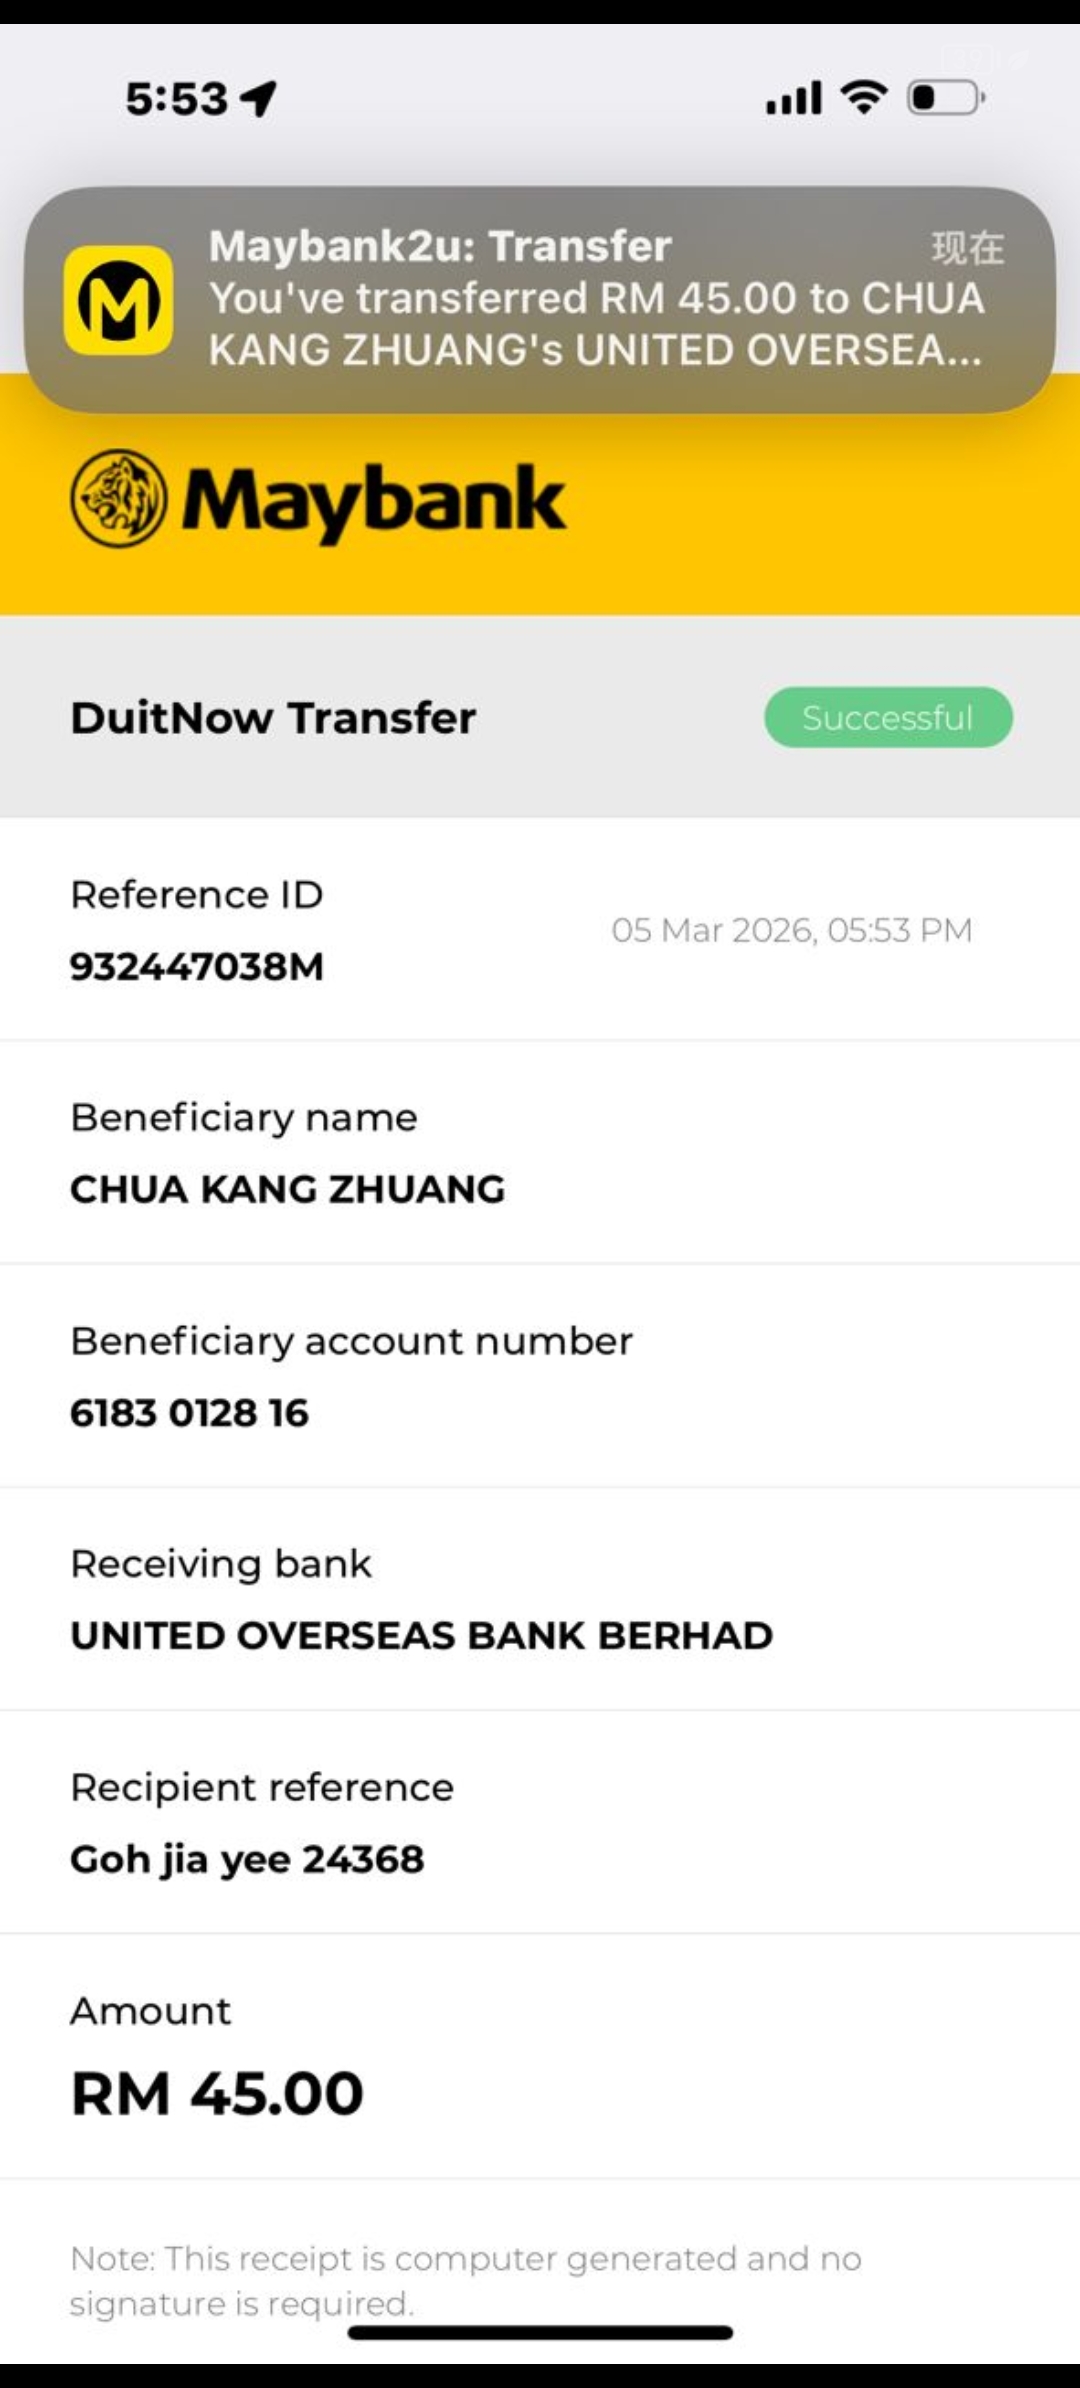 5:53
Maybank2u: Transfer 现在
You've transferred RM 45.00 to CHUA
KANG ZHUANG's UNITED OVERSEA...
Maybank
DuitNow Transfer Successful
Reference ID
05 Mar 2026, 05:53 PM
932447038M
Beneficiary name
CHUA KANG ZHUANG
Beneficiary account number
6183 0128 16
Receiving bank
UNITED OVERSEAS BANK BERHAD
Recipient reference
Goh jia yee 24368
Amount
RM 45.00
Note: This receipt is computer generated and no
signature is required.